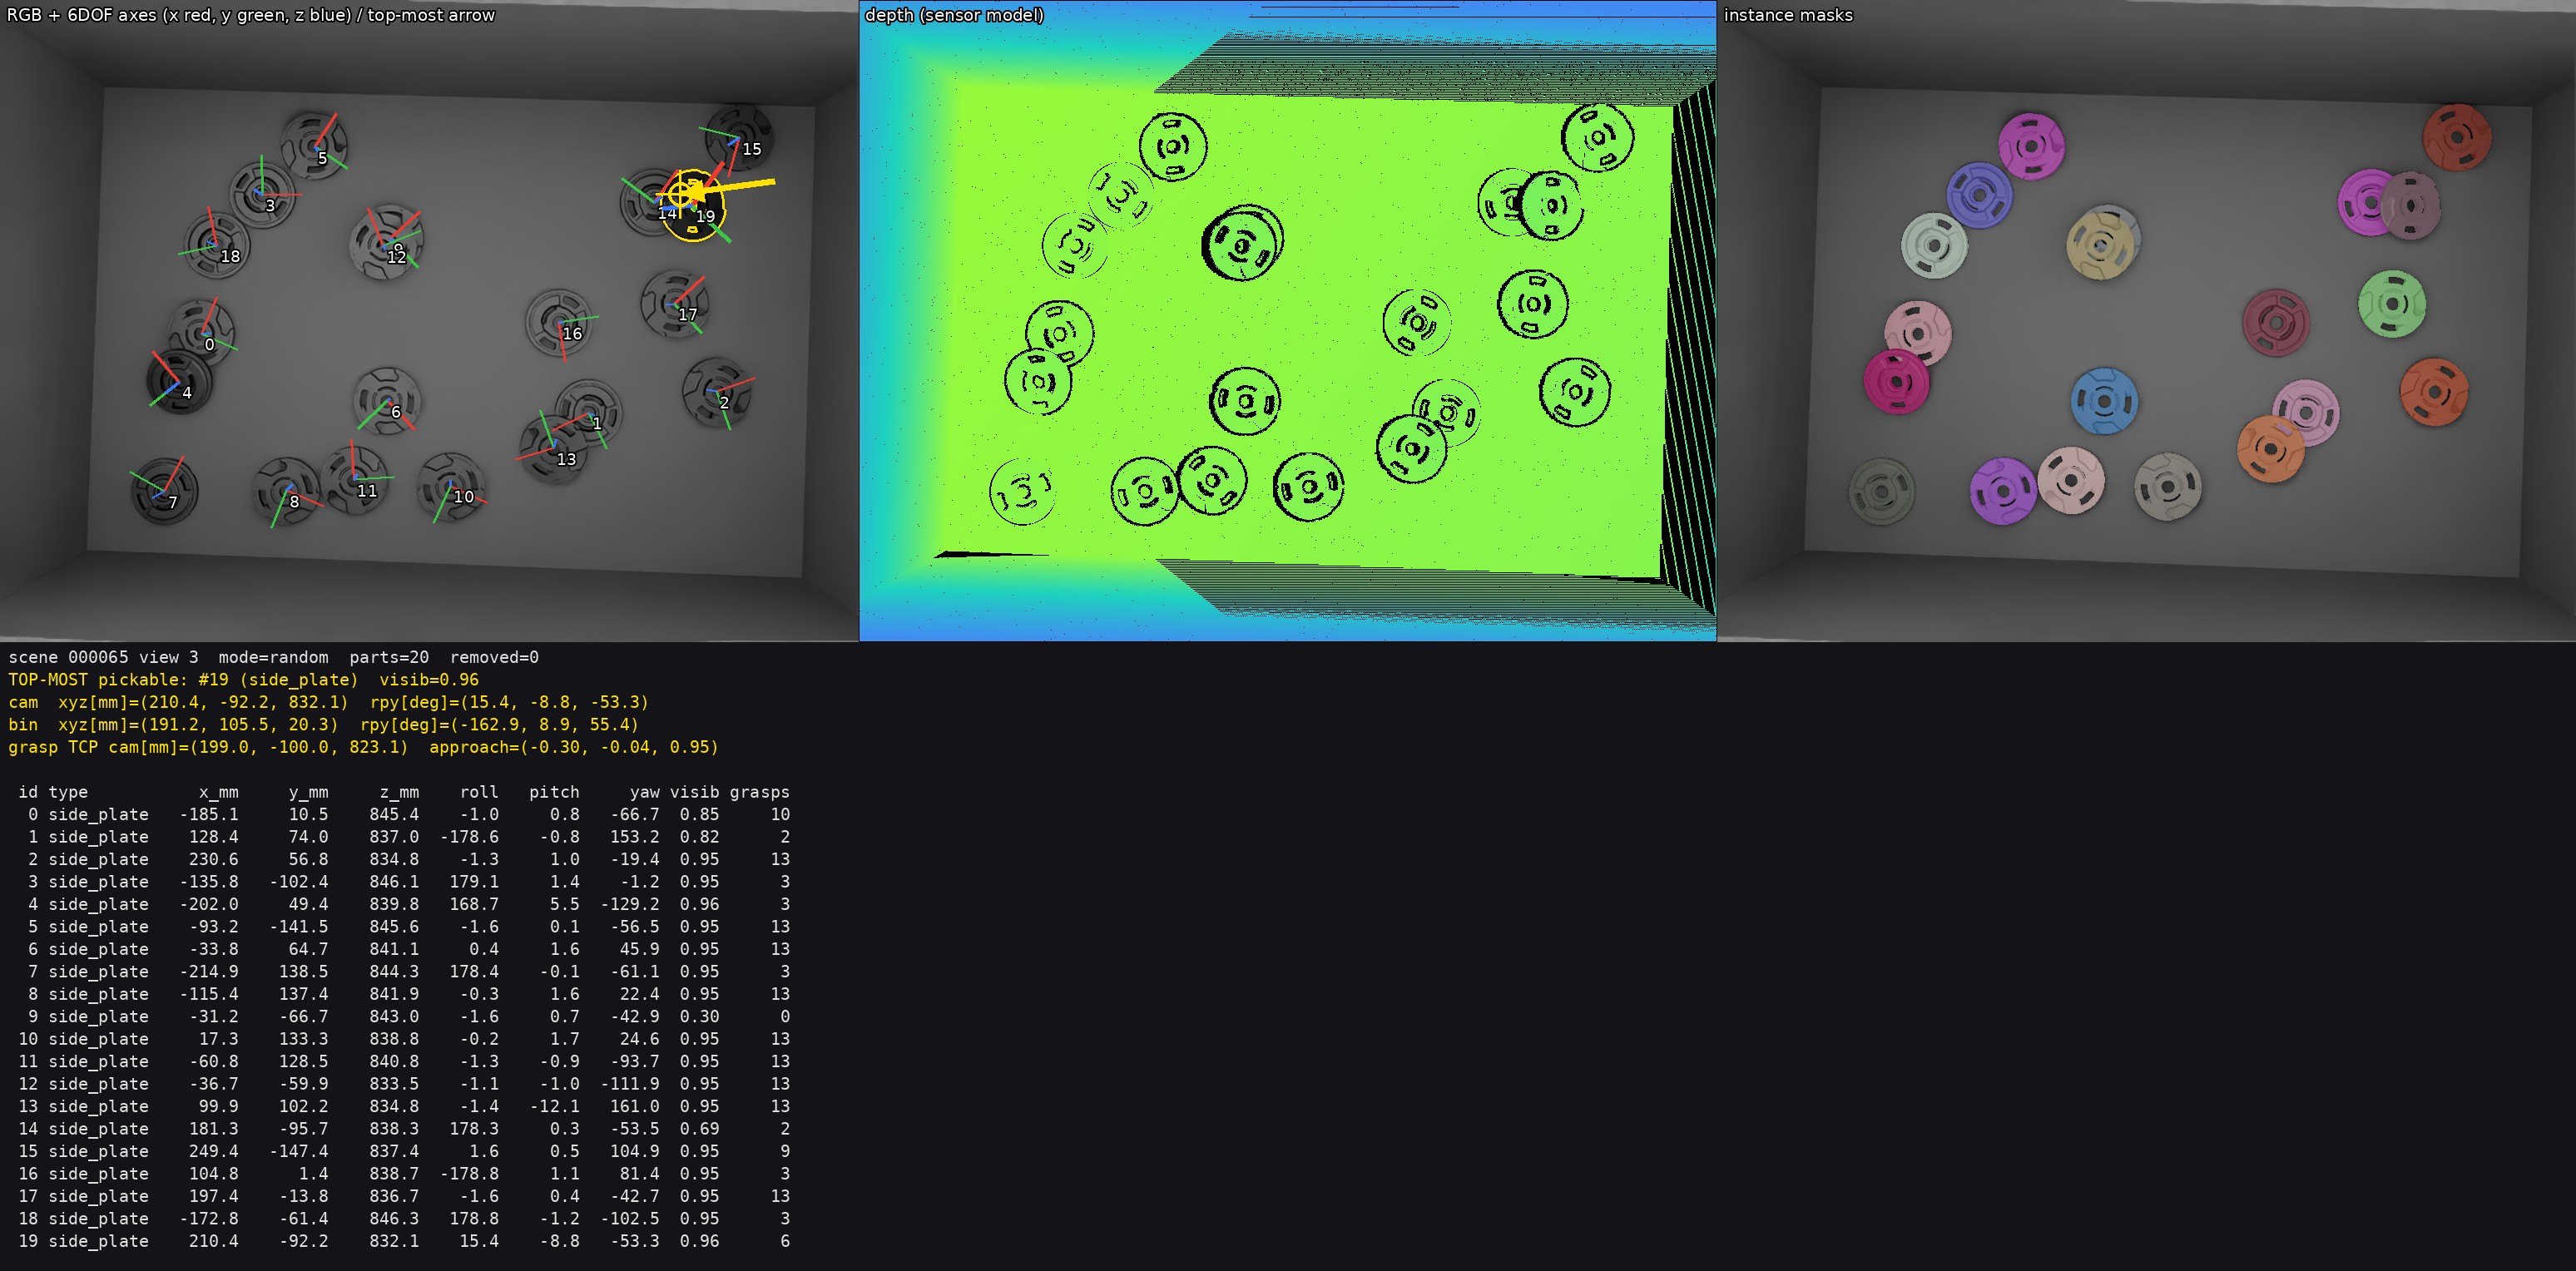 RGB + 6DOF axes (x red, y green, z blue) / top-most arrow
depth (sensor model)
instance masks
5
15
3
14
19
18
12
17
16
0
4
6
2
1
13
7
8
11
10
scene 000065 view 3  mode=random  parts=20  removed=0
TOP-MOST pickable: #19 (side_plate)  visib=0.96
cam  xyz[mm]=(210.4, -92.2, 832.1)  rpy[deg]=(15.4, -8.8, -53.3)
bin  xyz[mm]=(191.2, 105.5, 20.3)  rpy[deg]=(-162.9, 8.9, 55.4)
grasp TCP cam[mm]=(199.0, -100.0, 823.1)  approach=(-0.30, -0.04, 0.95)
id type x_mm y_mm z_mm roll pitch yaw visib grasps
0 side_plate -185.1 10.5 845.4 -1.0 0.8 -66.7 0.85 10
1 side_plate 128.4 74.0 837.0 -178.6 -0.8 153.2 0.82 2
2 side_plate 230.6 56.8 834.8 -1.3 1.0 -19.4 0.95 13
3 side_plate -135.8 -102.4 846.1 179.1 1.4 -1.2 0.95 3
4 side_plate -202.0 49.4 839.8 168.7 5.5 -129.2 0.96 3
5 side_plate -93.2 -141.5 845.6 -1.6 0.1 -56.5 0.95 13
6 side_plate -33.8 64.7 841.1 0.4 1.6 45.9 0.95 13
7 side_plate -214.9 138.5 844.3 178.4 -0.1 -61.1 0.95 3
8 side_plate -115.4 137.4 841.9 -0.3 1.6 22.4 0.95 13
9 side_plate -31.2 -66.7 843.0 -1.6 0.7 -42.9 0.30 0
10 side_plate 17.3 133.3 838.8 -0.2 1.7 24.6 0.95 13
11 side_plate -60.8 128.5 840.8 -1.3 -0.9 -93.7 0.95 13
12 side_plate -36.7 -59.9 833.5 -1.1 -1.0 -111.9 0.95 13
13 side_plate 99.9 102.2 834.8 -1.4 -12.1 161.0 0.95 13
14 side_plate 181.3 -95.7 838.3 178.3 0.3 -53.5 0.69 2
15 side_plate 249.4 -147.4 837.4 1.6 0.5 104.9 0.95 9
16 side_plate 104.8 1.4 838.7 -178.8 1.1 81.4 0.95 3
17 side_plate 197.4 -13.8 836.7 -1.6 0.4 -42.7 0.95 13
18 side_plate -172.8 -61.4 846.3 178.8 -1.2 -102.5 0.95 3
19 side_plate 210.4 -92.2 832.1 15.4 -8.8 -53.3 0.96 6